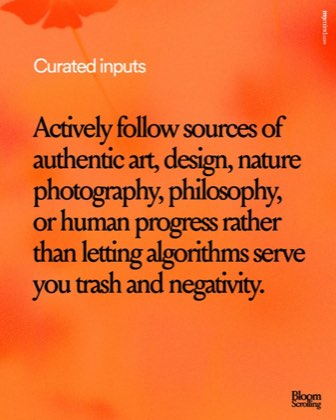 Curated inputs
Actively follow sources of
authentic art, design, nature
photography, philosophy,
or human progress rather
than letting algorithms serve
you trash and negativity.
Bloom
Scrolling